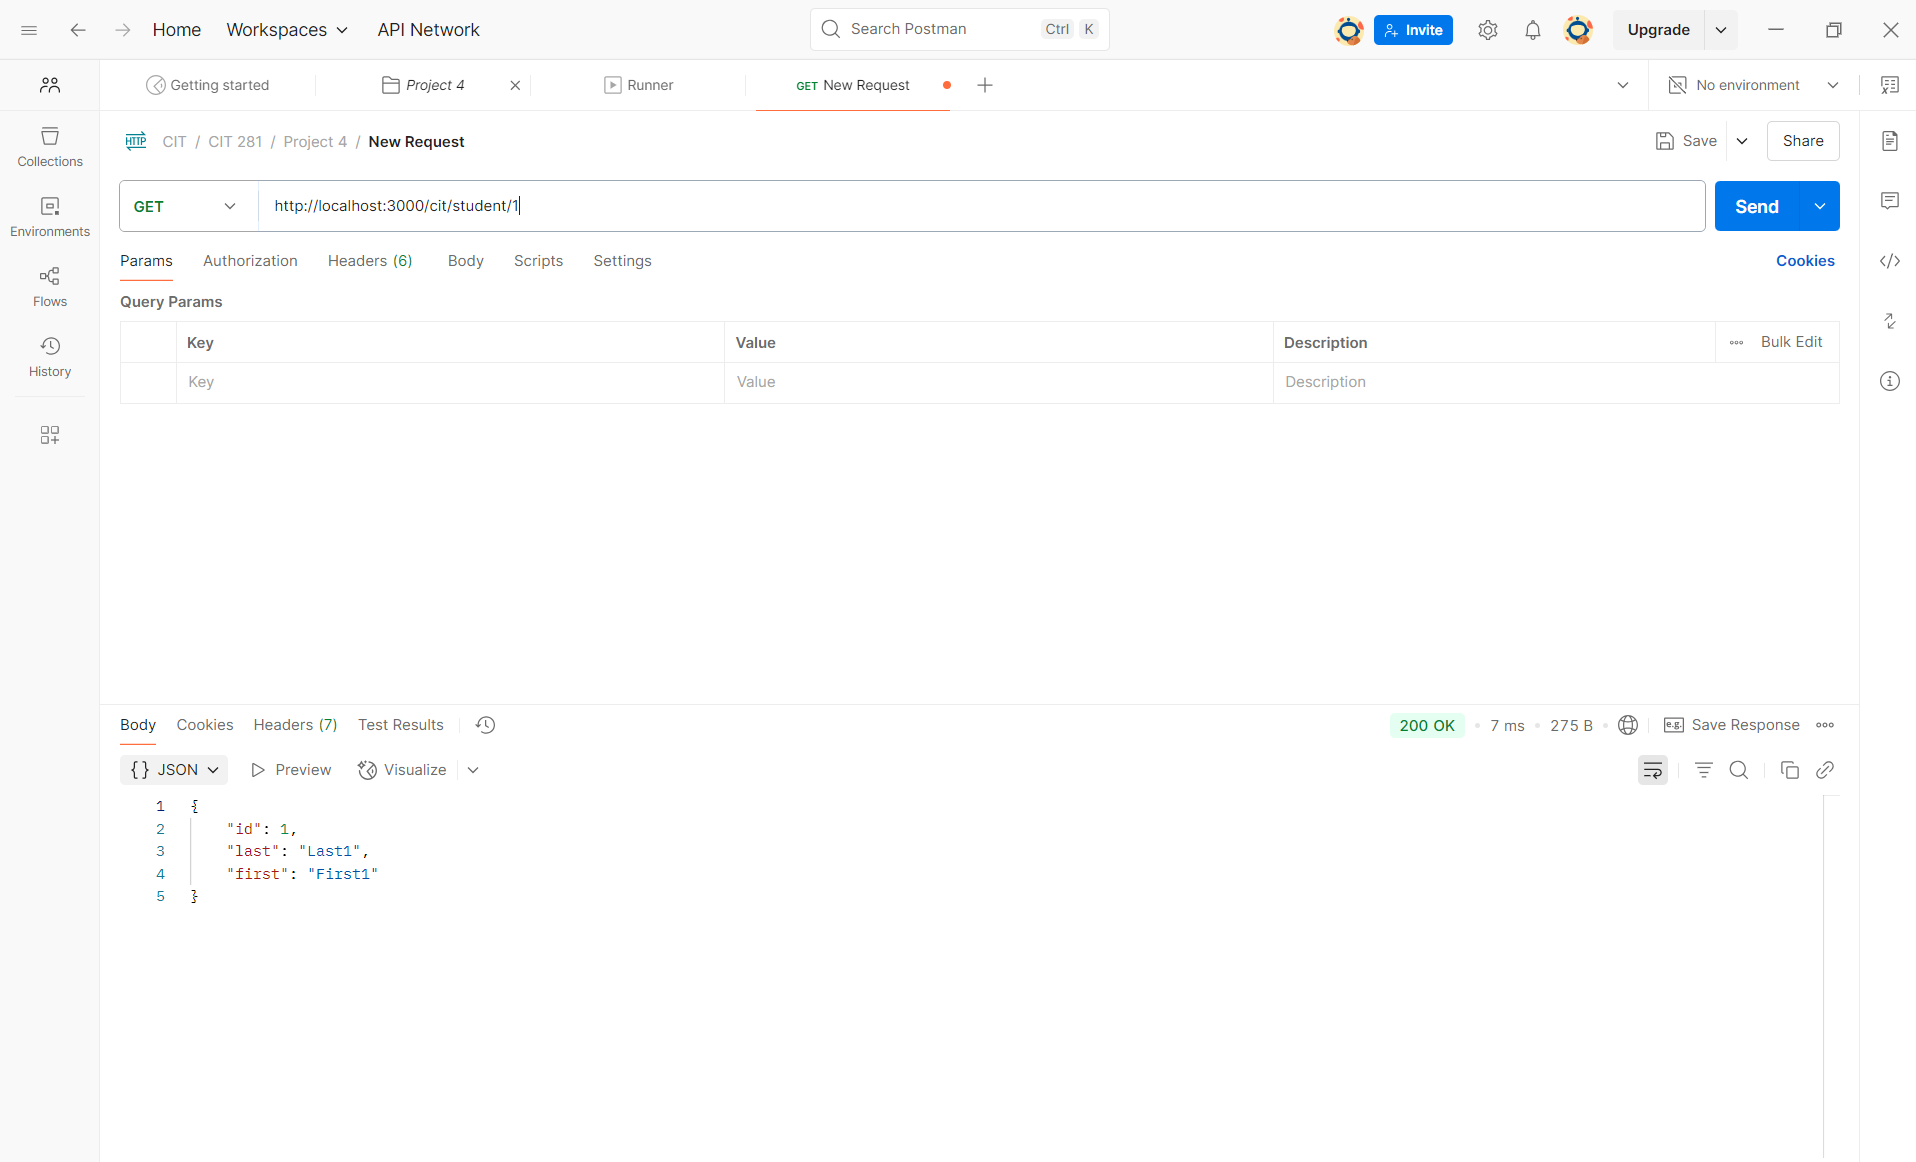 Home Workspaces API Network Search Postman Ctrl K Invite Upgrade
Getting started Project 4 Runner GET New Request No environment
HTTP CIT / CIT 281 / Project 4 / New Request Save Share
Collections
GET http://localhost:3000/cit/student/1 Send
Environments
Params Authorization Headers (6) Body Scripts Settings Cookies
Flows
Query Params
Key Value Description Bulk Edit
History
Key Value Description
Body Cookies Headers (7) Test Results 200 OK 7 ms 275 B e.g. Save Response
{} JSON Preview Visualize
1 {
2 "id": 1,
3 "last": "Last1",
4 "first": "First1"
5 }